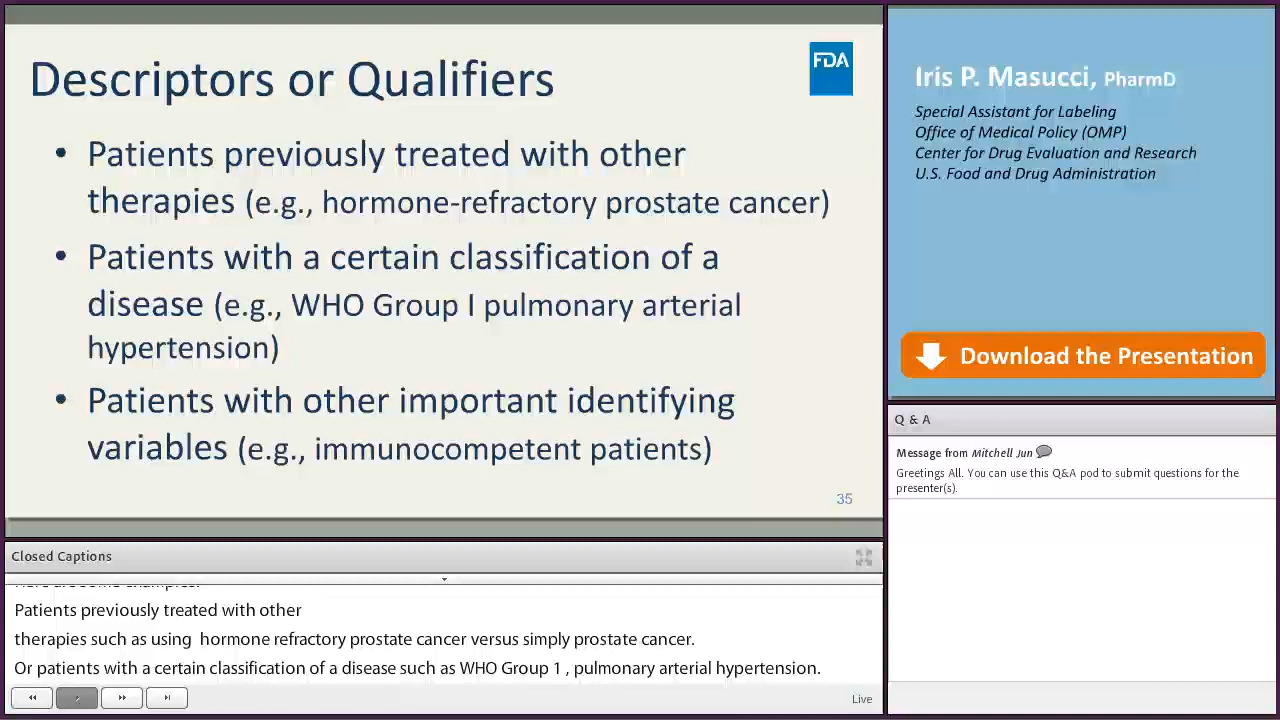 Descriptors or Qualifiers
FDA
• Patients previously treated with other
therapies (e.g., hormone-refractory prostate cancer)
• Patients with a certain classification of a
disease (e.g., WHO Group I pulmonary arterial
hypertension)
• Patients with other important identifying
variables (e.g., immunocompetent patients)
35
Iris P. Masucci, PharmD
Special Assistant for Labeling
Office of Medical Policy (OMP)
Center for Drug Evaluation and Research
U.S. Food and Drug Administration
Download the Presentation
Q & A
Message from Mitchell Jun
Greetings All. You can use this Q&A pod to submit questions for the
presenter(s).
Closed Captions
Patients previously treated with other
therapies such as using hormone refractory prostate cancer versus simply prostate cancer.
Or patients with a certain classification of a disease such as WHO Group 1 , pulmonary arterial hypertension.
Live